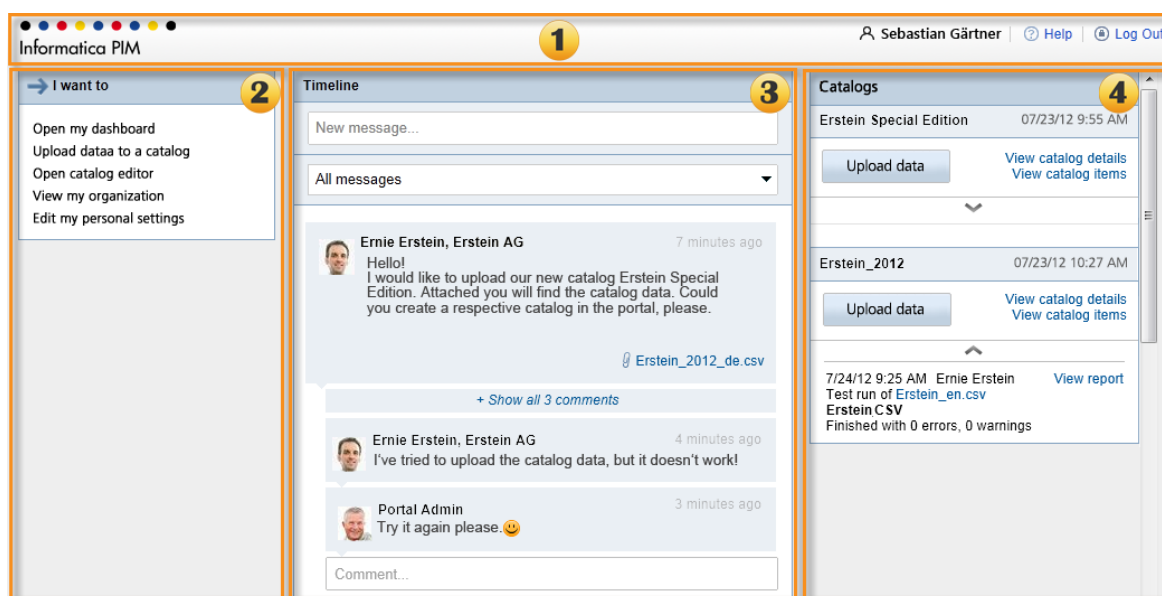 Informatica PIM
1
Sebastian Gärtner
Help
Log Out
I want to
2
Open my dashboard
Upload dataa to a catalog
Open catalog editor
View my organization
Edit my personal settings
Timeline
3
New message...
All messages
Ernie Erstein, Erstein AG
7 minutes ago
Hello!
I would like to upload our new catalog Erstein Special
Edition. Attached you will find the catalog data. Could
you create a respective catalog in the portal, please.
Erstein_2012_de.csv
+ Show all 3 comments
Ernie Erstein, Erstein AG
4 minutes ago
I've tried to upload the catalog data, but it doesn't work!
Portal Admin
3 minutes ago
Try it again please.
Comment...
Catalogs
4
Erstein Special Edition
07/23/12 9:55 AM
Upload data
View catalog details
View catalog items
Erstein_2012
07/23/12 10:27 AM
Upload data
View catalog details
View catalog items
7/24/12 9:25 AM Ernie Erstein
View report
Test run of Erstein_en.csv
Erstein CSV
Finished with 0 errors, 0 warnings